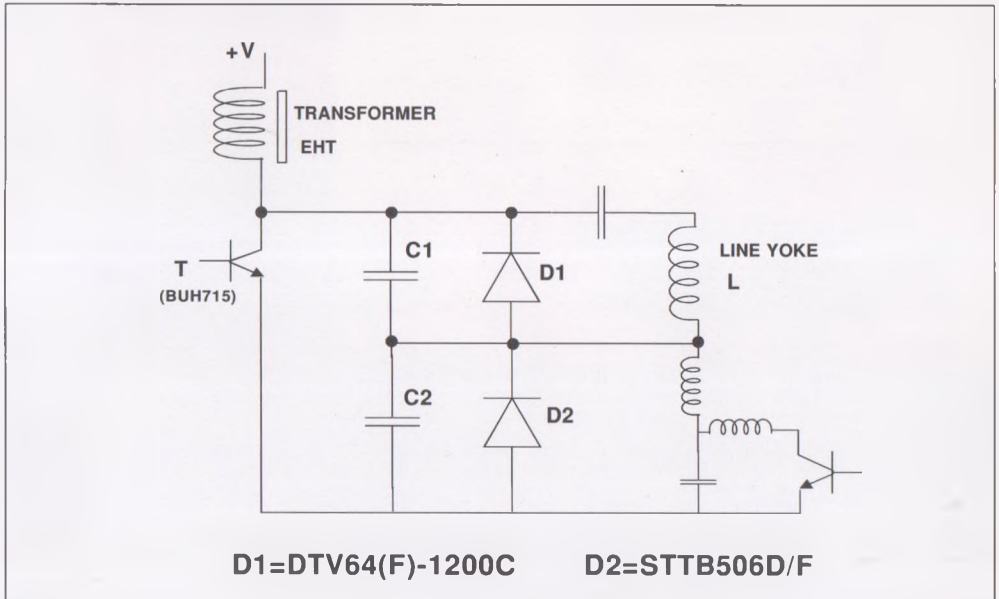 +V
TRANSFORMER
EHT
C1
D1
LINE YOKE
L
T
(BUH715)
C2
D2
D1=DTV64(F)-1200C D2=STTB506D/F